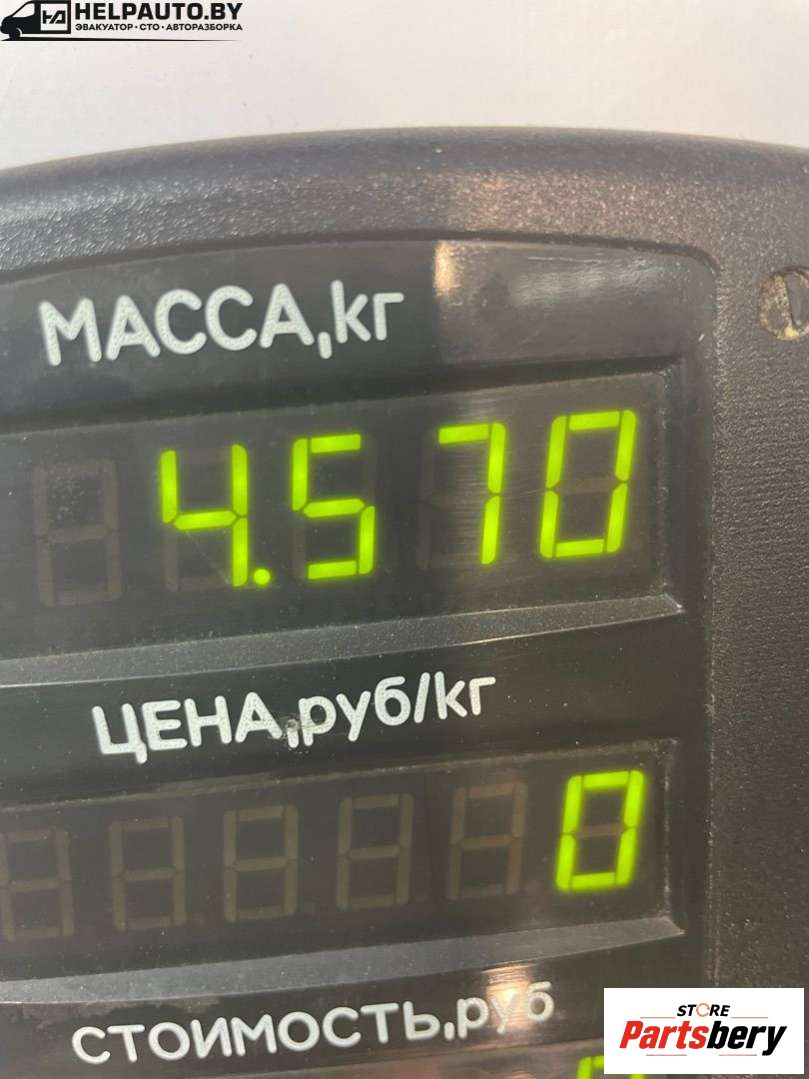 HELPAUTO.BY
ЭВАКУАТОР • СТО • АВТОРАЗБОРКА
МАССА,кг
4.570
ЦЕНА,руб/кг
0
СТОИМОСТЬ,руб
STORE
Partsbery